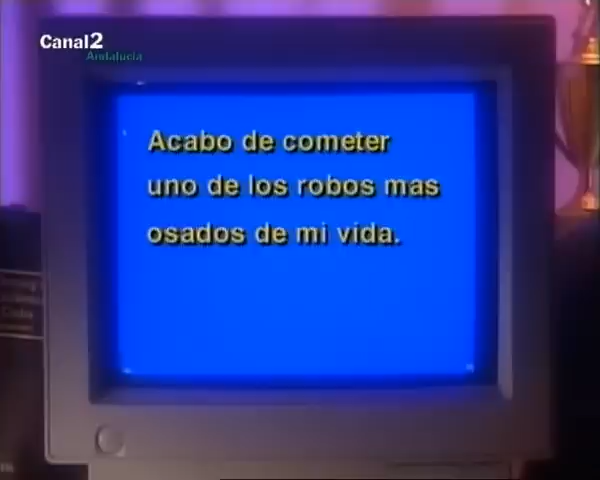 Canal2
Andalucía
Acabo de cometer
uno de los robos mas
osados de mi vida.